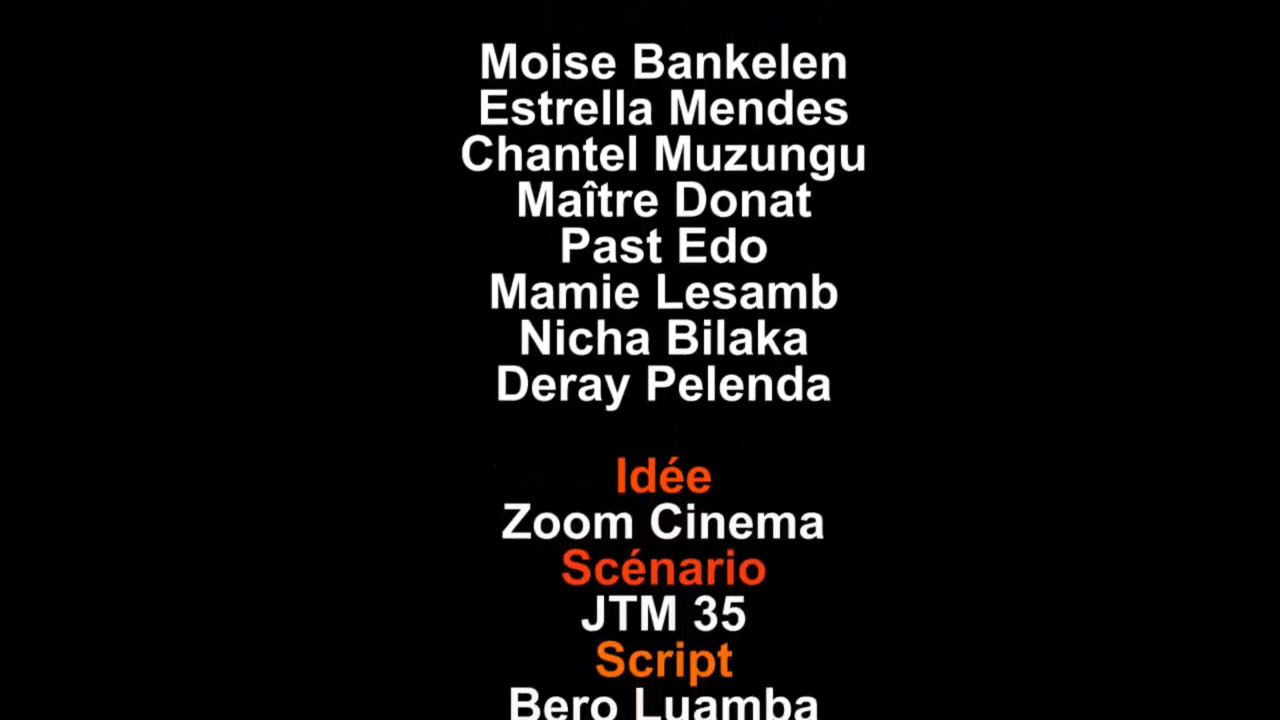 Moise Bankelen
Estrella Mendes
Chantel Muzungu
Maître Donat
Past Edo
Mamie Lesamb
Nicha Bilaka
Deray Pelenda
Idée
Zoom Cinema
Scénario
JTM 35
Script
Bero Luamba